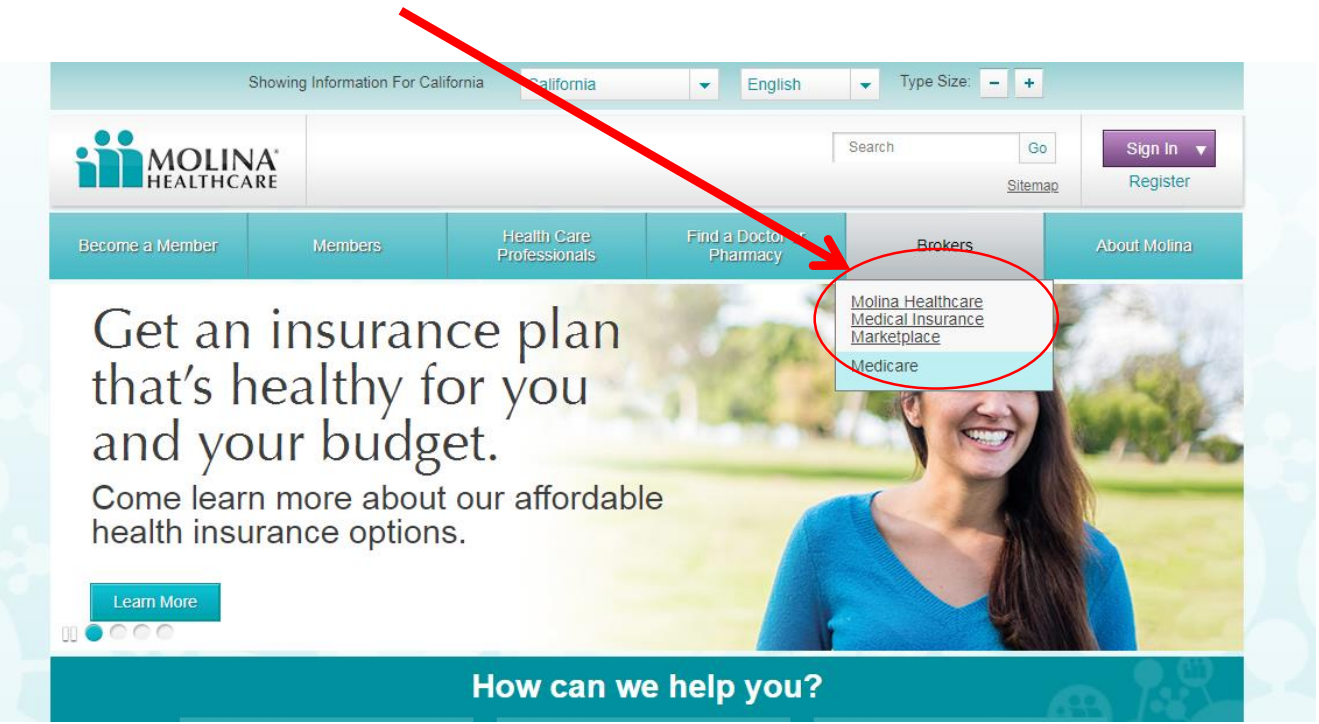 Showing Information For California California English Type Size: - +
MOLINA®
HEALTHCARE
Search Go
Sign In
Sitemap
Register
Become a Member
Members
Health Care
Professionals
Find a Doctor or
Pharmacy
Brokers
About Molina
Molina Healthcare
Medical Insurance
Marketplace
Medicare
Get an insurance plan
that's healthy for you
and your budget.
Come learn more about our affordable
health insurance options.
Learn More
How can we help you?